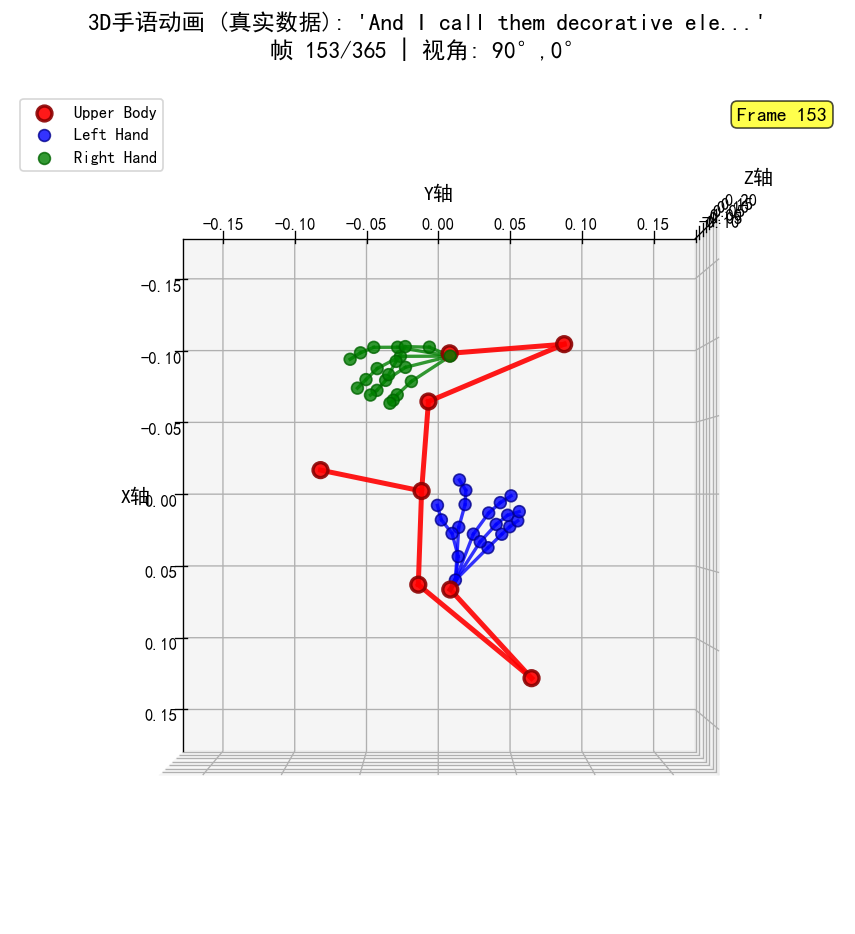 3D手语动画 (真实数据): 'And I call them decorative ele...'
帧 153/365 | 视角: 90°,0°
Upper Body
Left Hand
Right Hand
Frame 153
Z轴
Y轴
-0.15 -0.10 -0.05 0.00 0.05 0.10 0.15
-0.15
-0.10
-0.05
X轴
0.00
0.05
0.10
0.15